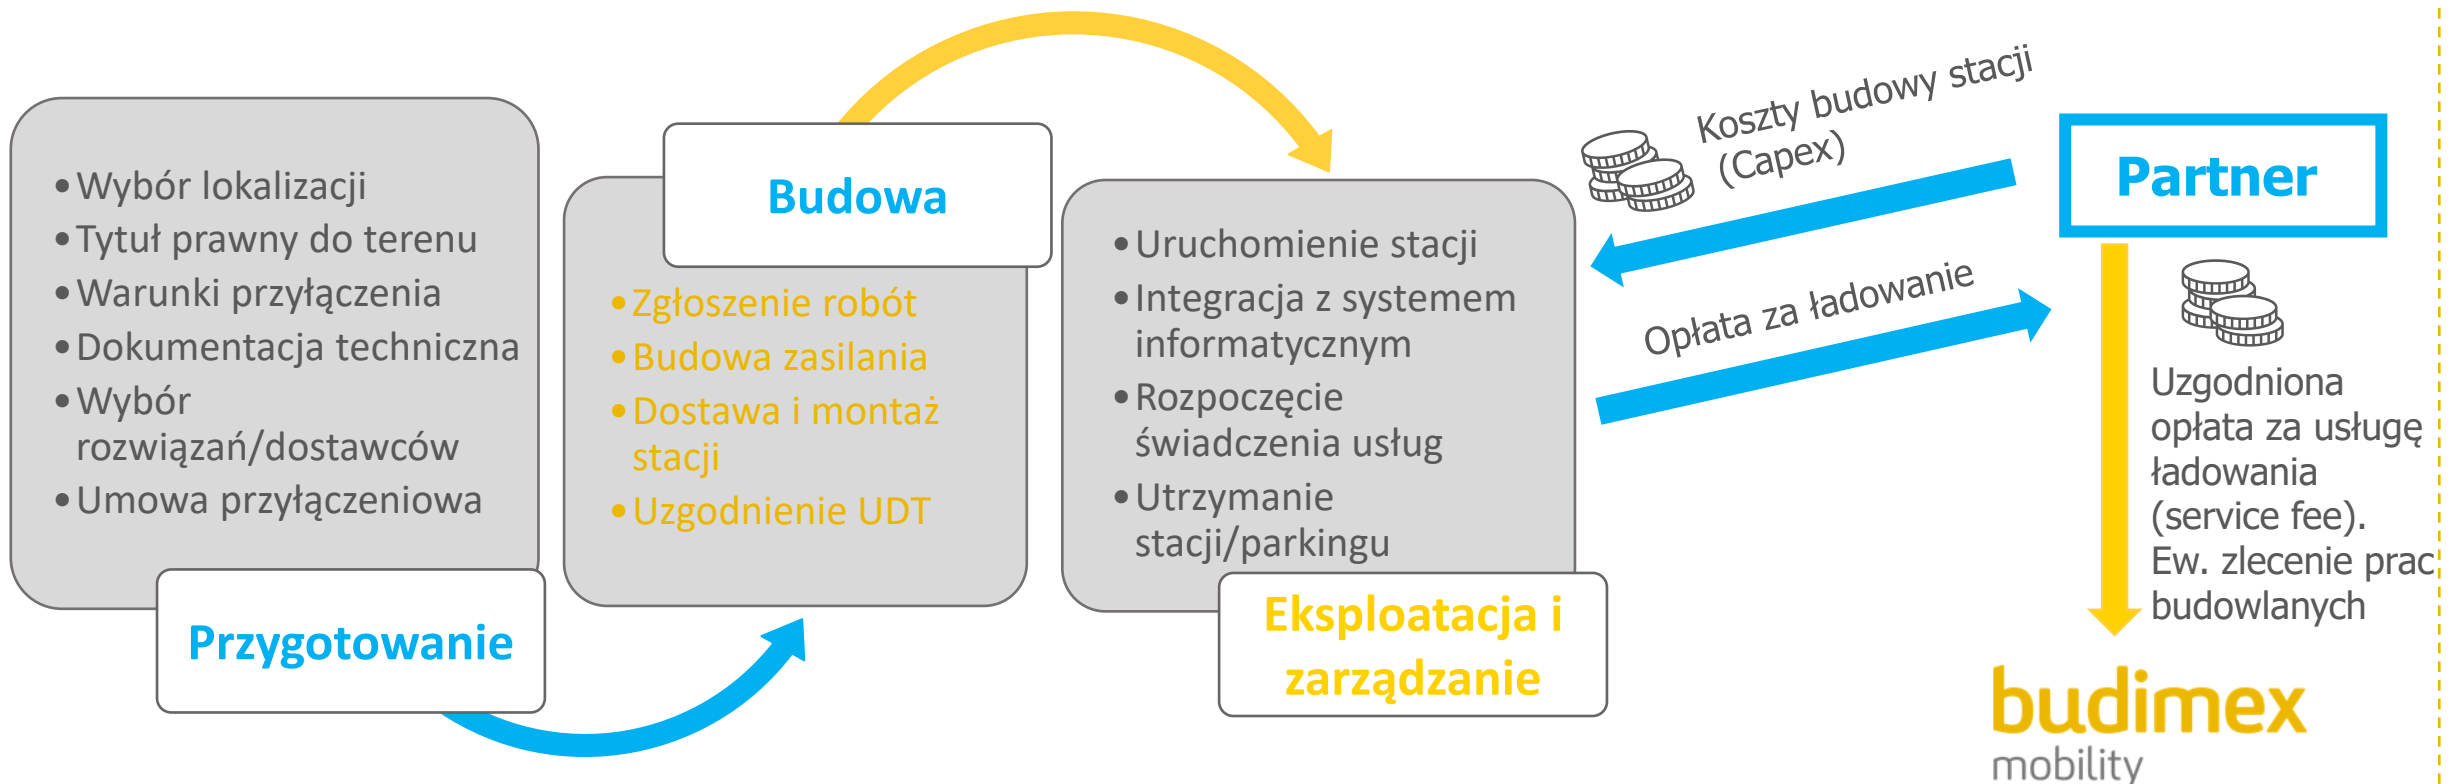 •Wybór lokalizacji
•Tytuł prawny do terenu
•Warunki przyłączenia
•Dokumentacja techniczna
•Wybór
rozwiązań/dostawców
•Umowa przyłączeniowa
Przygotowanie
Budowa
•Zgłoszenie robót
•Budowa zasilania
•Dostawa i montaż
stacji
•Uzgodnienie UDT
•Uruchomienie stacji
•Integracja z systemem
informatycznym
•Rozpoczęcie
świadczenia usług
•Utrzymanie
stacji/parkingu
Eksploatacja i
zarządzanie
Koszty budowy stacji
(Capex)
Opłata za ładowanie
Partner
Uzgodniona
opłata za usługę
ładowania
(service fee).
Ew. zlecenie prac
budowlanych
budimex
mobility